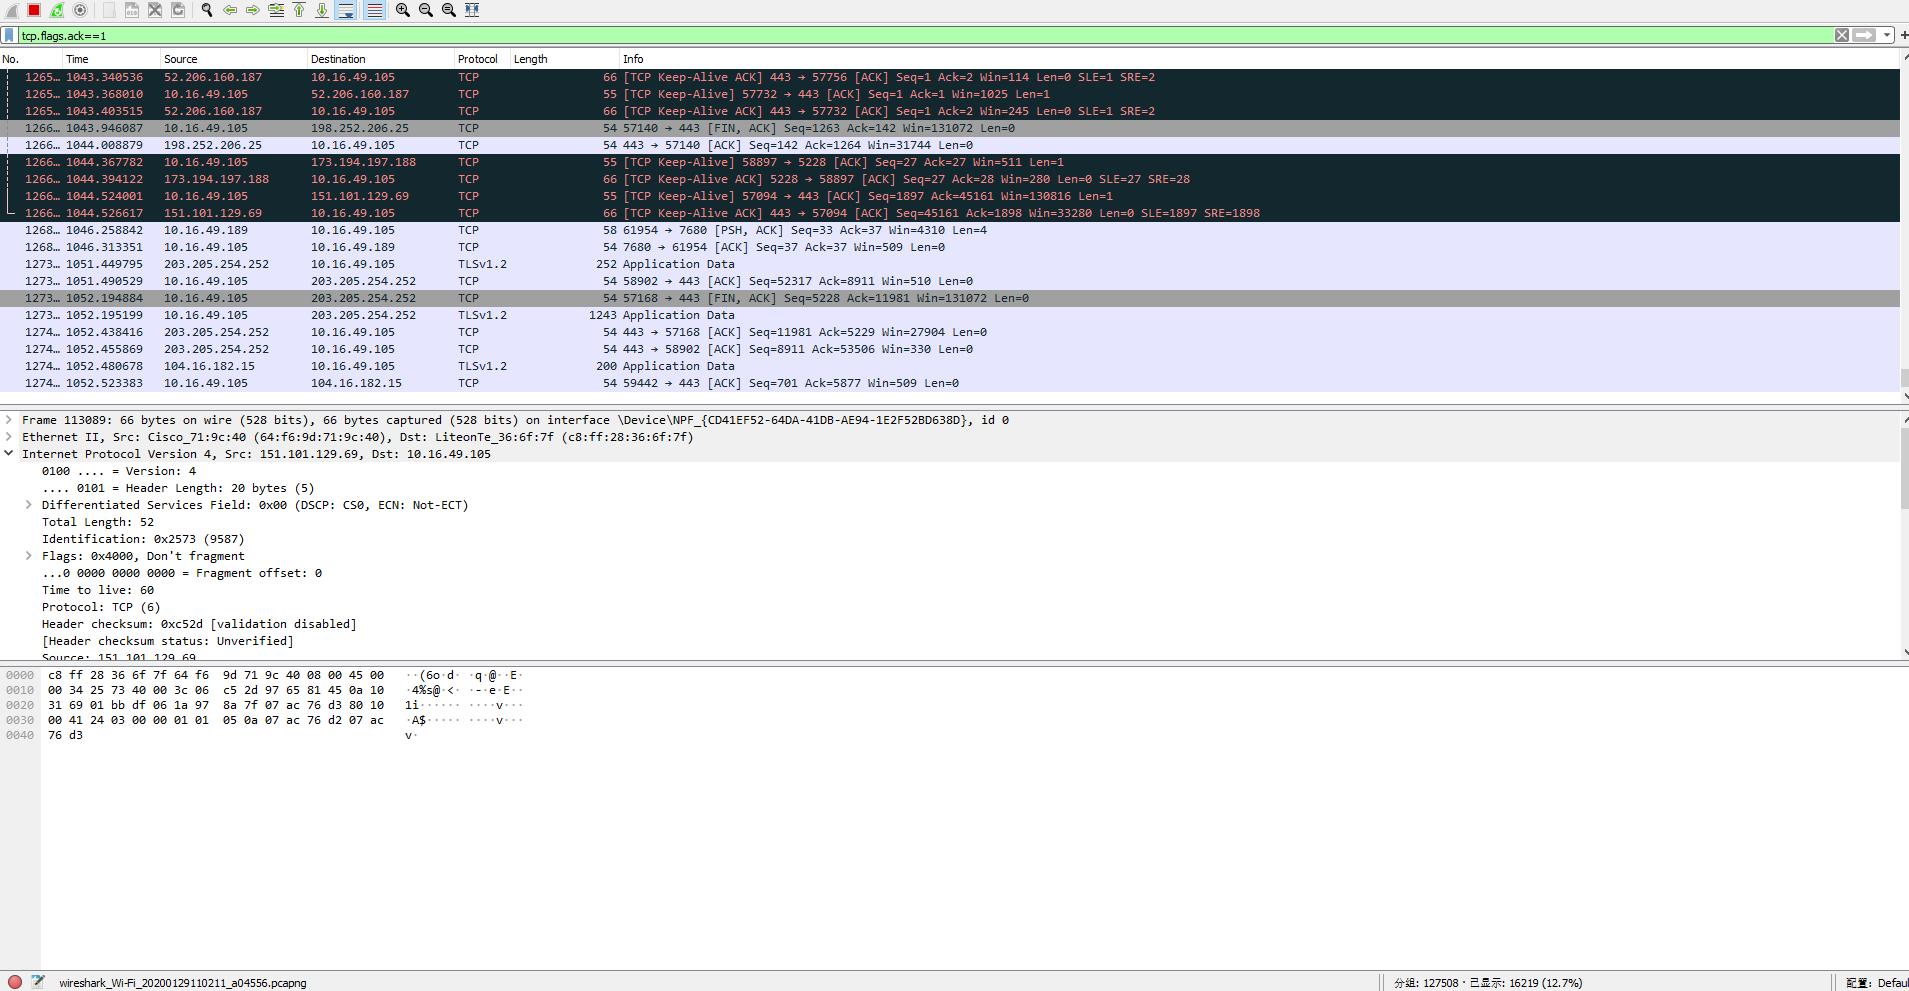 tcp.flags.ack==1
No. Time Source Destination Protocol Length Info
1265… 1043.340536 52.206.160.187 10.16.49.105 TCP 66 [TCP Keep-Alive ACK] 443 → 57756 [ACK] Seq=1 Ack=2 Win=114 Len=0 SLE=1 SRE=2
1265… 1043.368010 10.16.49.105 52.206.160.187 TCP 55 [TCP Keep-Alive] 57732 → 443 [ACK] Seq=1 Ack=1 Win=1025 Len=1
1265… 1043.403515 52.206.160.187 10.16.49.105 TCP 66 [TCP Keep-Alive ACK] 443 → 57732 [ACK] Seq=1 Ack=2 Win=245 Len=0 SLE=1 SRE=2
1266… 1043.946087 10.16.49.105 198.252.206.25 TCP 54 57140 → 443 [FIN, ACK] Seq=1263 Ack=142 Win=131072 Len=0
1266… 1044.008879 198.252.206.25 10.16.49.105 TCP 54 443 → 57140 [ACK] Seq=142 Ack=1264 Win=31744 Len=0
1266… 1044.367782 10.16.49.105 173.194.197.188 TCP 55 [TCP Keep-Alive] 58897 → 5228 [ACK] Seq=27 Ack=27 Win=511 Len=1
1266… 1044.394122 173.194.197.188 10.16.49.105 TCP 66 [TCP Keep-Alive ACK] 5228 → 58897 [ACK] Seq=27 Ack=28 Win=280 Len=0 SLE=27 SRE=28
1266… 1044.524001 10.16.49.105 151.101.129.69 TCP 55 [TCP Keep-Alive] 57094 → 443 [ACK] Seq=1897 Ack=45161 Win=130816 Len=1
1266… 1044.526617 151.101.129.69 10.16.49.105 TCP 66 [TCP Keep-Alive ACK] 443 → 57094 [ACK] Seq=45161 Ack=1898 Win=33280 Len=0 SLE=1897 SRE=1898
1268… 1046.258842 10.16.49.189 10.16.49.105 TCP 58 61954 → 7680 [PSH, ACK] Seq=33 Ack=37 Win=4310 Len=4
1268… 1046.313351 10.16.49.105 10.16.49.189 TCP 54 7680 → 61954 [ACK] Seq=37 Ack=37 Win=509 Len=0
1273… 1051.449795 203.205.254.252 10.16.49.105 TLSv1.2 252 Application Data
1273… 1051.490529 10.16.49.105 203.205.254.252 TCP 54 58902 → 443 [ACK] Seq=52317 Ack=8911 Win=510 Len=0
1273… 1052.194884 10.16.49.105 203.205.254.252 TCP 54 57168 → 443 [FIN, ACK] Seq=5228 Ack=11981 Win=131072 Len=0
1273… 1052.195199 10.16.49.105 203.205.254.252 TLSv1.2 1243 Application Data
1274… 1052.438416 203.205.254.252 10.16.49.105 TCP 54 443 → 57168 [ACK] Seq=11981 Ack=5229 Win=27904 Len=0
1274… 1052.455869 203.205.254.252 10.16.49.105 TCP 54 443 → 58902 [ACK] Seq=8911 Ack=53506 Win=330 Len=0
1274… 1052.480678 104.16.182.15 10.16.49.105 TLSv1.2 200 Application Data
1274… 1052.523383 10.16.49.105 104.16.182.15 TCP 54 59442 → 443 [ACK] Seq=701 Ack=5877 Win=509 Len=0
Frame 113089: 66 bytes on wire (528 bits), 66 bytes captured (528 bits) on interface \Device\NPF_{CD41EF52-64DA-41DB-AE94-1E2F52BD638D}, id 0
Ethernet II, Src: Cisco_71:9c:40 (64:f6:9d:71:9c:40), Dst: LiteonTe_36:6f:7f (c8:ff:28:36:6f:7f)
Internet Protocol Version 4, Src: 151.101.129.69, Dst: 10.16.49.105
0100 .... = Version: 4
.... 0101 = Header Length: 20 bytes (5)
Differentiated Services Field: 0x00 (DSCP: CS0, ECN: Not-ECT)
Total Length: 52
Identification: 0x2573 (9587)
Flags: 0x4000, Don't fragment
...0 0000 0000 0000 = Fragment offset: 0
Time to live: 60
Protocol: TCP (6)
Header checksum: 0xc52d [validation disabled]
[Header checksum status: Unverified]
Source: 151.101.129.69
0000 c8 ff 28 36 6f 7f 64 f6 9d 71 9c 40 08 00 45 00 ··(6o·d· ·q·@··E·
0010 00 34 25 73 40 00 3c 06 c5 2d 97 65 81 45 0a 10 ·4%s@·<· ·-·e·E··
0020 31 69 01 bb df 06 1a 97 8a 7f 07 ac 76 d3 80 10 1i······ ····v···
0030 00 41 24 03 00 00 01 01 05 0a 07 ac 76 d2 07 ac ·A$····· ····v···
0040 76 d3 v·
wireshark_Wi-Fi_20200129110211_a04556.pcapng 分组: 127508 · 已显示: 16219 (12.7%) 配置: Defau